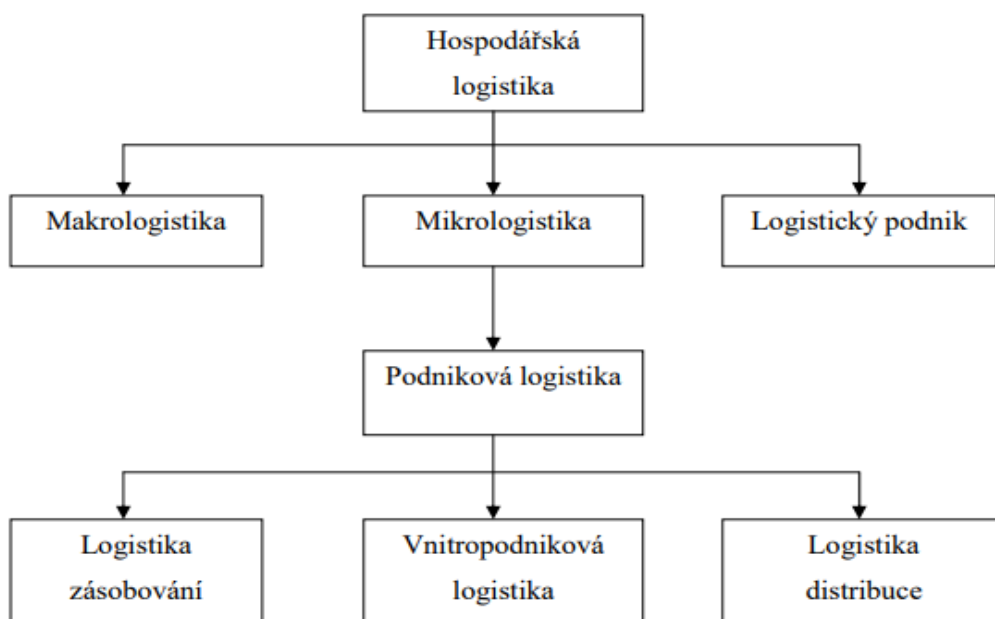 Hospodářská
logistika
Makrologistika
Mikrologistika
Logistický podnik
Podniková logistika
Logistika
zásobování
Vnitropodniková
logistika
Logistika
distribuce